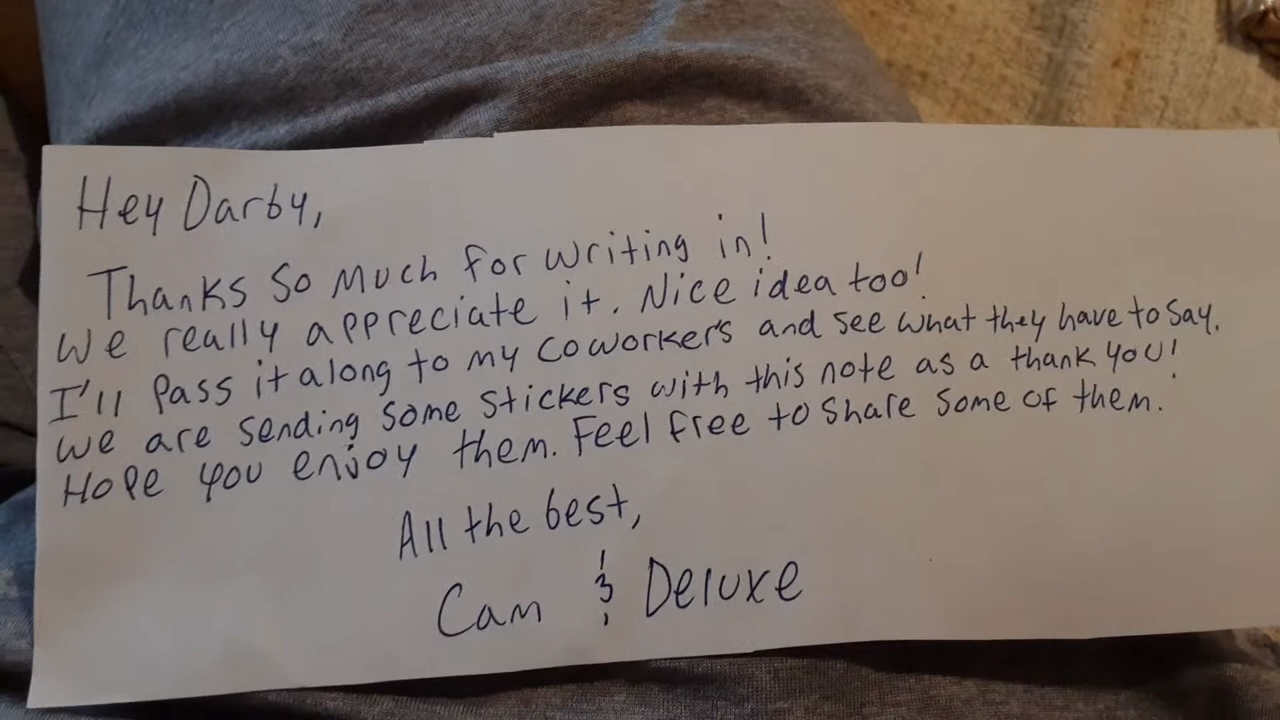 Hey Darby,
Thanks so much for writing in!
We really appreciate it. Nice idea too!
I'll pass it along to my coworkers and see what they have to say.
We are sending some stickers with this note as a thank you!
Hope you enjoy them. Feel free to share some of them.
All the best,
Cam & Deluxe